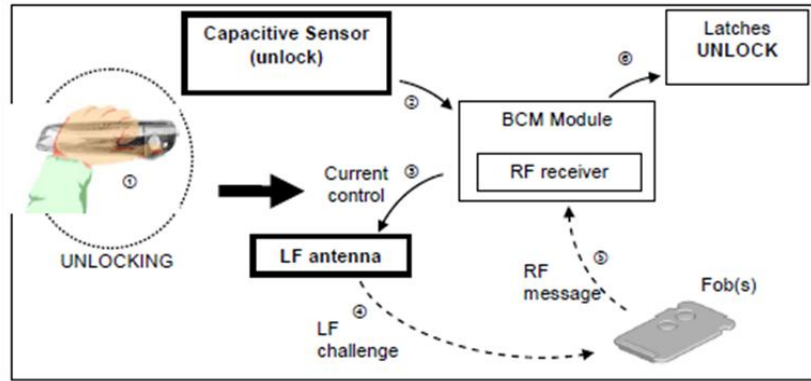 Capacitive Sensor
(unlock)
Latches
UNLOCK
⑥
②
BCM Module
RF receiver
①
Current
control
③
UNLOCKING
LF antenna
④
LF
challenge
RF
message
⑤
Fob(s)